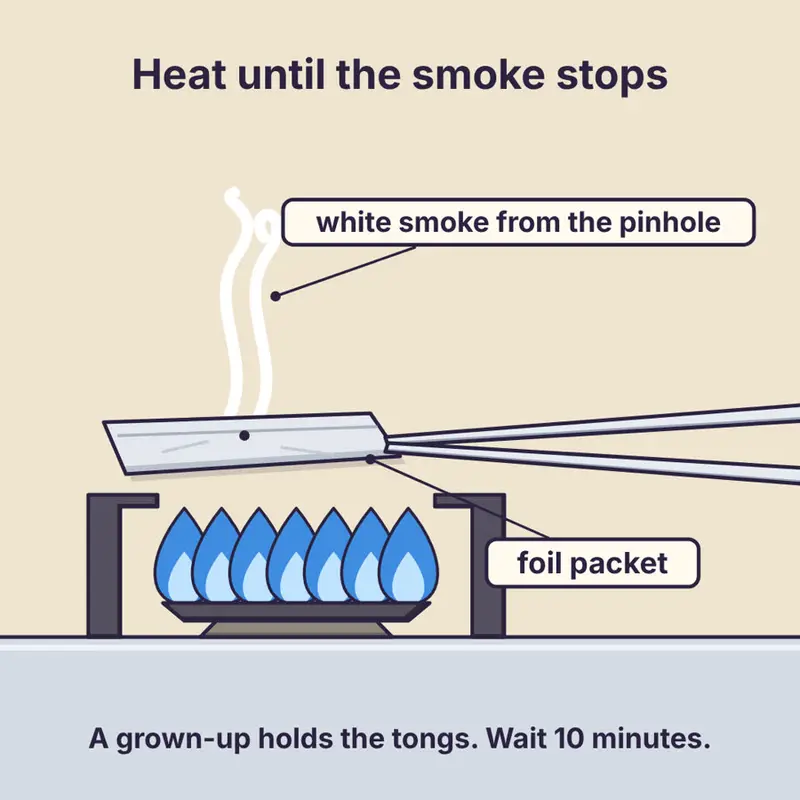 Heat until the smoke stops
white smoke from the pinhole
foil packet
A grown-up holds the tongs. Wait 10 minutes.